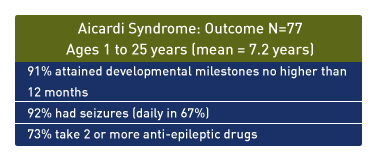 Aicardi Syndrome: Outcome N=77
Ages 1 to 25 years (mean = 7.2 years)
91% attained developmental milestones no higher than
12 months
92% had seizures (daily in 67%)
73% take 2 or more anti-epileptic drugs